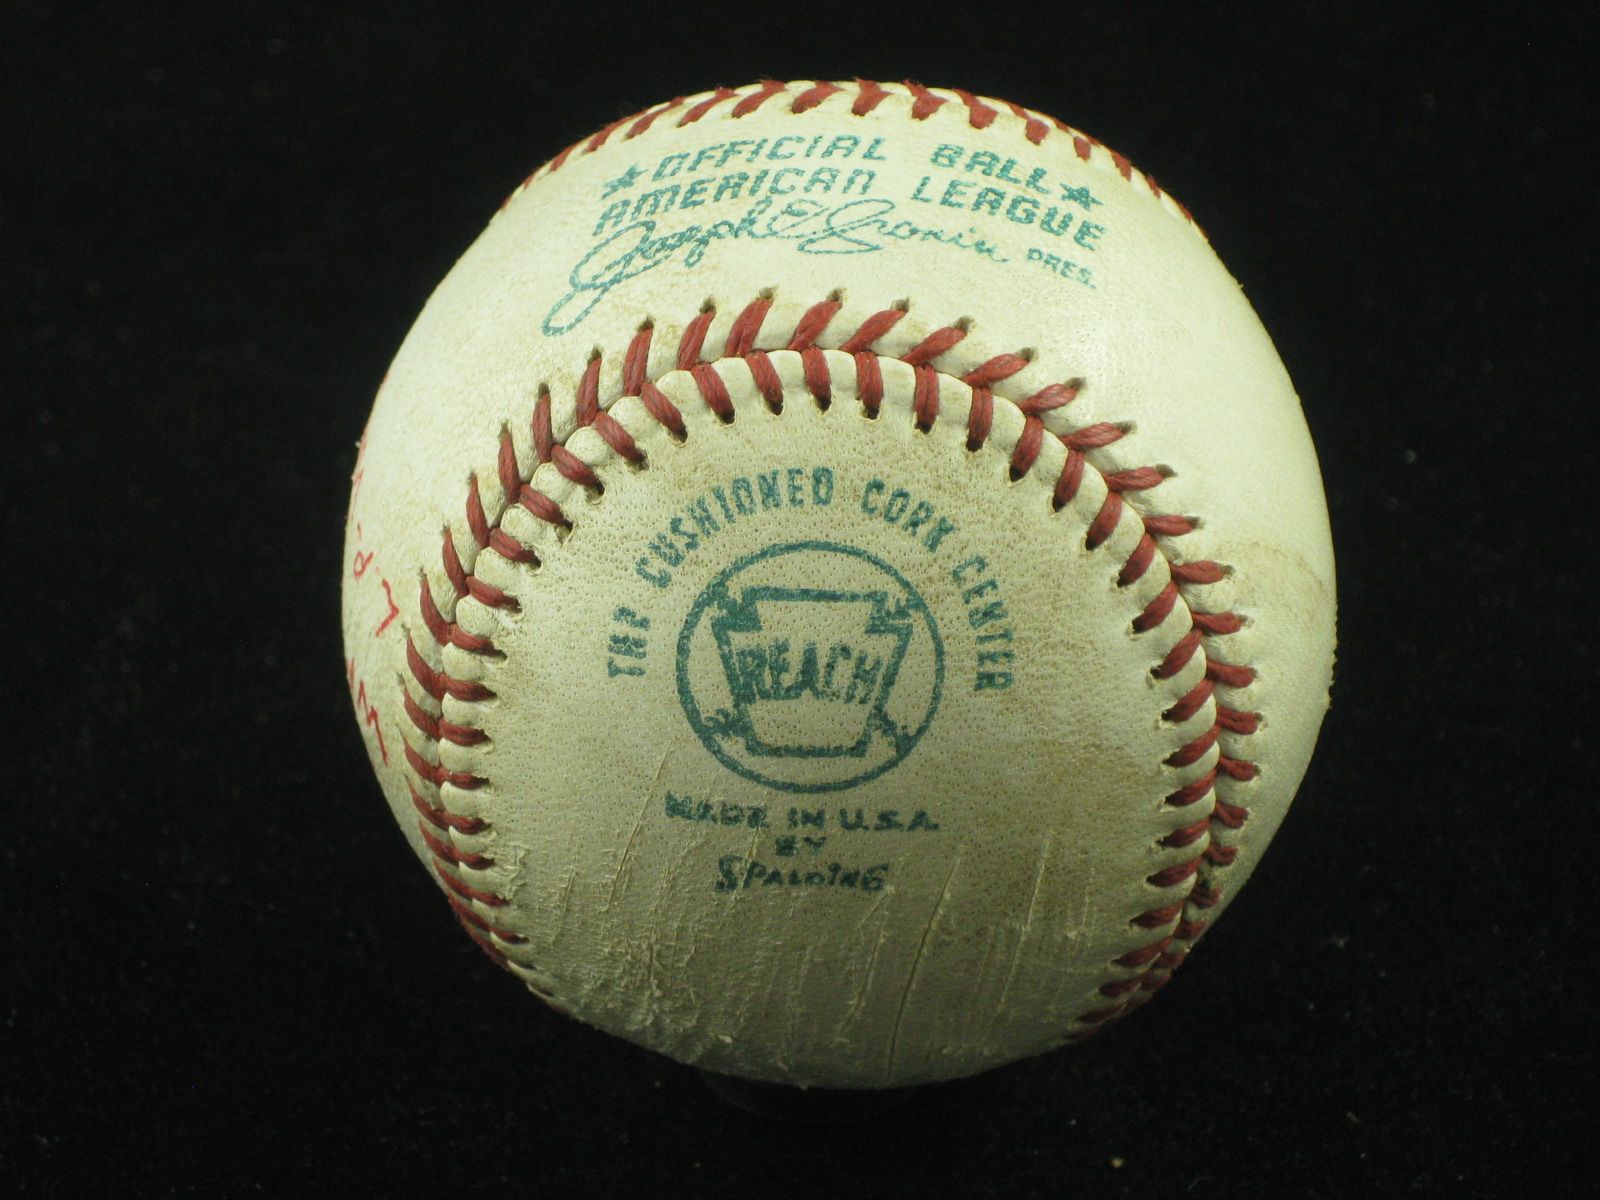 ★OFFICIAL BALL★
AMERICAN LEAGUE
Joseph E Cronin PRES.
THE CUSHIONED CORK CENTER
REACH
MADE IN U.S.A.
BY
SPALDING